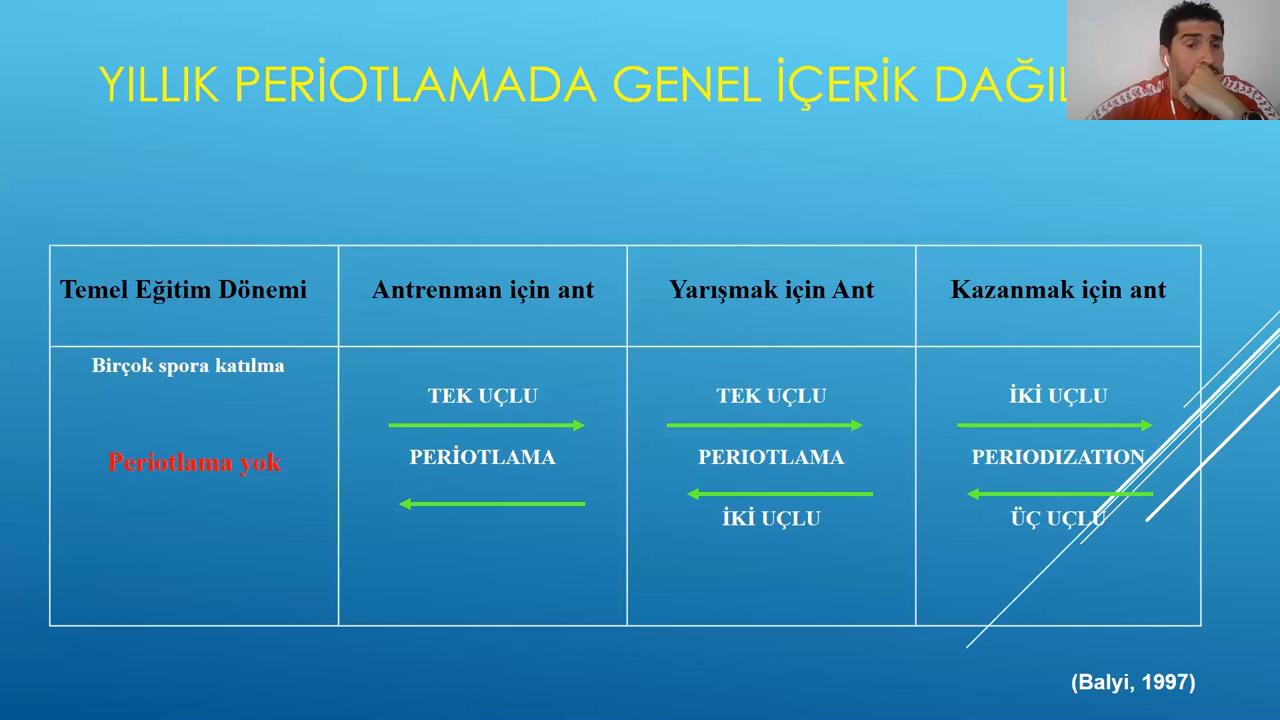 YILLIK PERİOTLAMADA GENEL İÇERİK
Temel Eğitim Dönemi
Antrenman için ant
Yarışmak için Ant
Kazanmak için ant
Birçok spora katılma
Periotlama yok
TEK UÇLU
PERİOTLAMA
TEK UÇLU
PERIOTLAMA
İKİ UÇLU
İKİ UÇLU
PERIODIZATION
ÜÇ UÇLU
(Balyi, 1997)